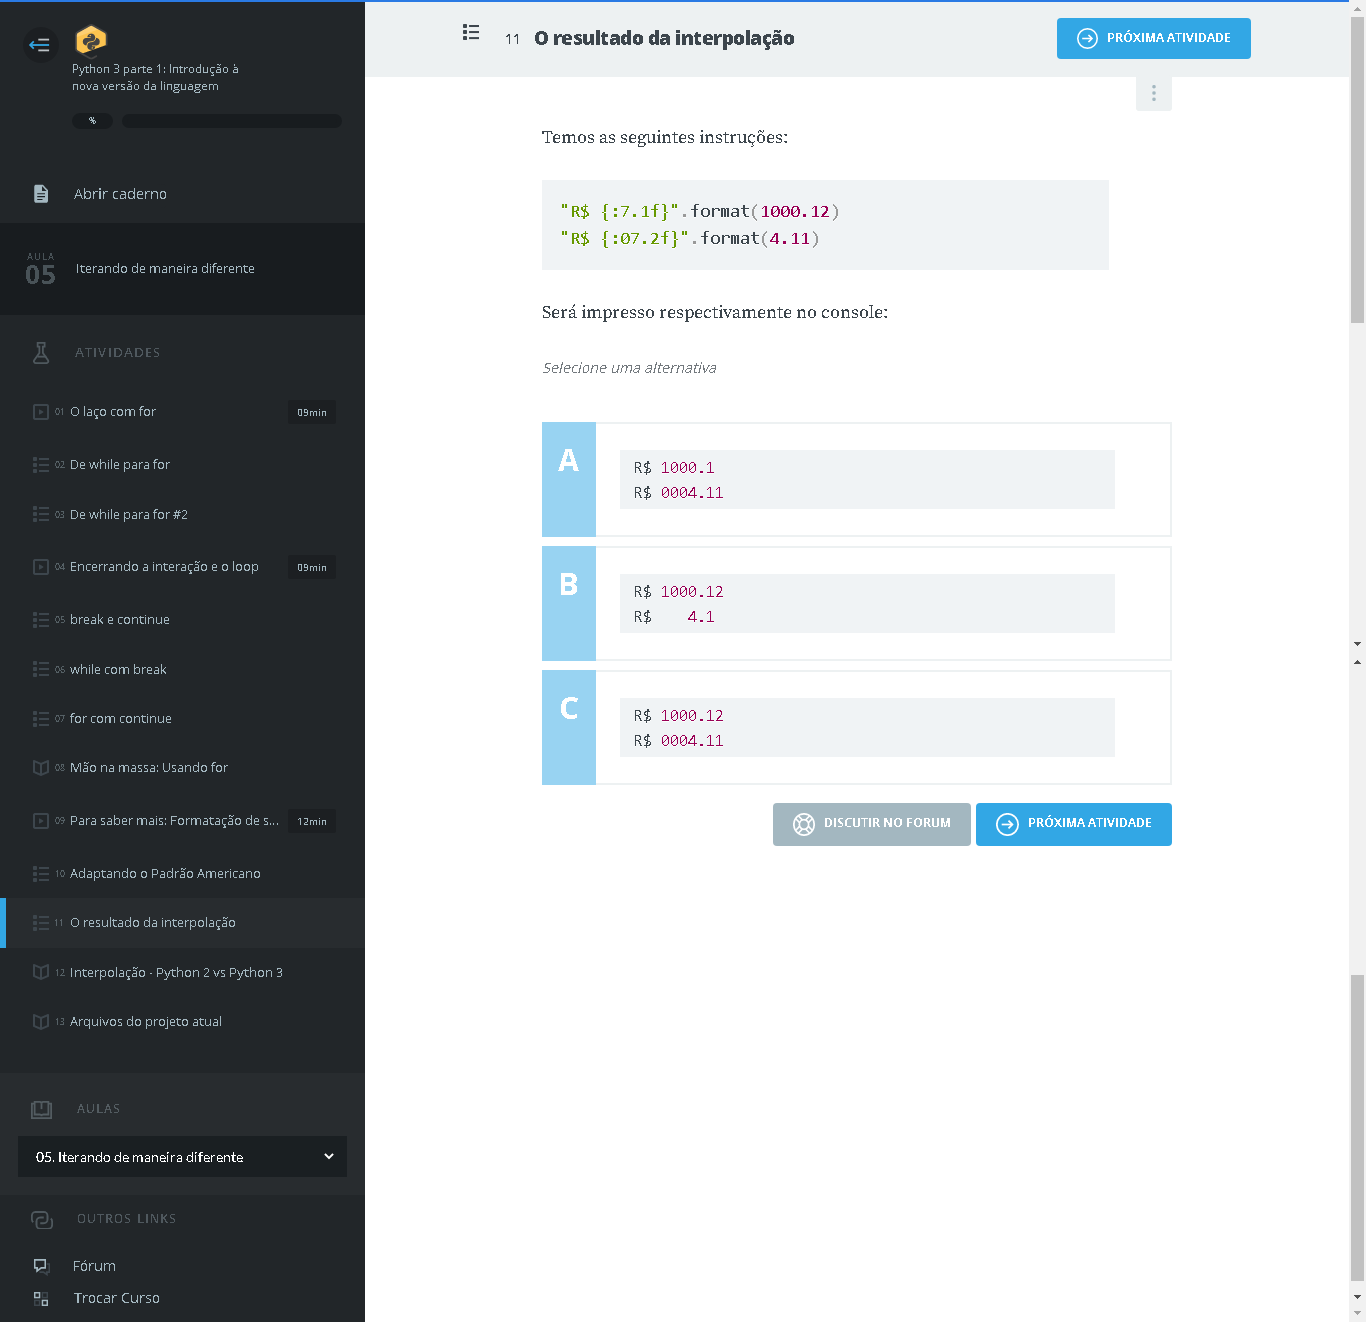 Python 3 parte 1: Introdução à
nova versão da linguagem
%
Abrir caderno
AULA
05
Iterando de maneira diferente
ATIVIDADES
01 O laço com for 09min
02 De while para for
03 De while para for #2
04 Encerrando a interação e o loop 09min
05 break e continue
06 while com break
07 for com continue
08 Mão na massa: Usando for
09 Para saber mais: Formatação de s... 12min
10 Adaptando o Padrão Americano
11 O resultado da interpolação
12 Interpolação - Python 2 vs Python 3
13 Arquivos do projeto atual
AULAS
05. Iterando de maneira diferente
OUTROS LINKS
Fórum
Trocar Curso
11 O resultado da interpolação
PRÓXIMA ATIVIDADE
Temos as seguintes instruções:
"R$ {:7.1f}".format(1000.12)
"R$ {:07.2f}".format(4.11)
Será impresso respectivamente no console:
Selecione uma alternativa
A
R$ 1000.1
R$ 0004.11
B
R$ 1000.12
R$    4.1
C
R$ 1000.12
R$ 0004.11
DISCUTIR NO FORUM
PRÓXIMA ATIVIDADE